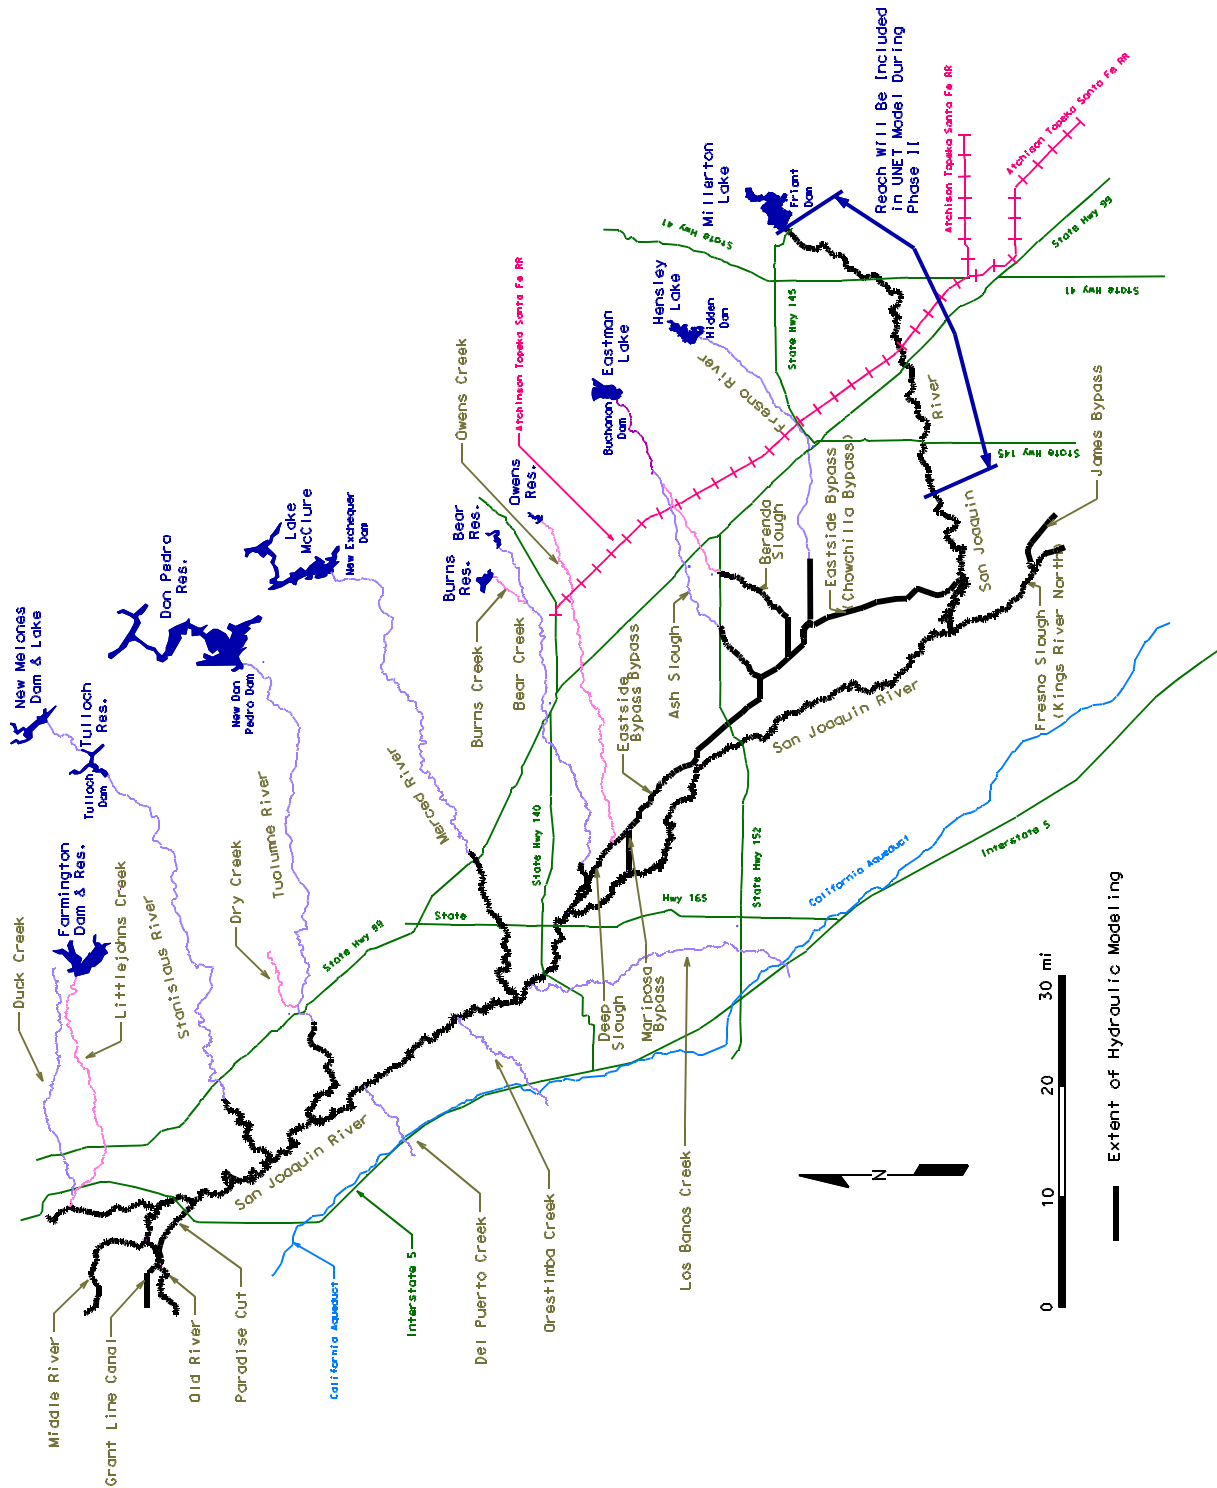 New Melones
Dam & Lake
Tulloch
Res.
Tulloch
Dam
Farmington
Dam & Res.
Duck Creek
Littlejohns Creek
Stanislaus River
Don Pedro
Res.
New Don
Pedro Dam
Dry Creek
Tuolumne River
State Hwy 99
Lake
McClure
New Exchequer
Dam
Merced River
Burns
Res.
Bear
Res.
Owens
Res.
Burns Creek
Bear Creek
Owens Creek
Atchinson Topeka Santa Fe RR
Eastman
Lake
Buchanan
Dam
Hensley
Lake
Hidden
Dam
Fresno River
Millerton
Lake
Friant
Dam
State Hwy 41
State Hwy 145
Reach Will Be Included
in UNET Model During
Phase II
Atchison Topeka Santa Fe RR
Atchison Topeka Santa Fe RR
State Hwy 99
State Hwy 41
State Hwy 145
River
San Joaquin
James Bypass
Fresno Slough
(Kings River North)
Berenda
Slough
Eastside Bypass
(Chowchilla Bypass)
Ash Slough
Eastside
Bypass Bypass
San Joaquin River
State Hwy 140
State
Hwy 165
State Hwy 152
California Aqueduct
Interstate 5
Deep
Slough
Mariposa
Bypass
Los Banos Creek
Orestimba Creek
Del Puerto Creek
Interstate 5
California Aqueduct
San Joaquin River
Paradise Cut
Old River
Grant Line Canal
Middle River
N
0
10
20
30 mi
Extent of Hydraulic Modeling